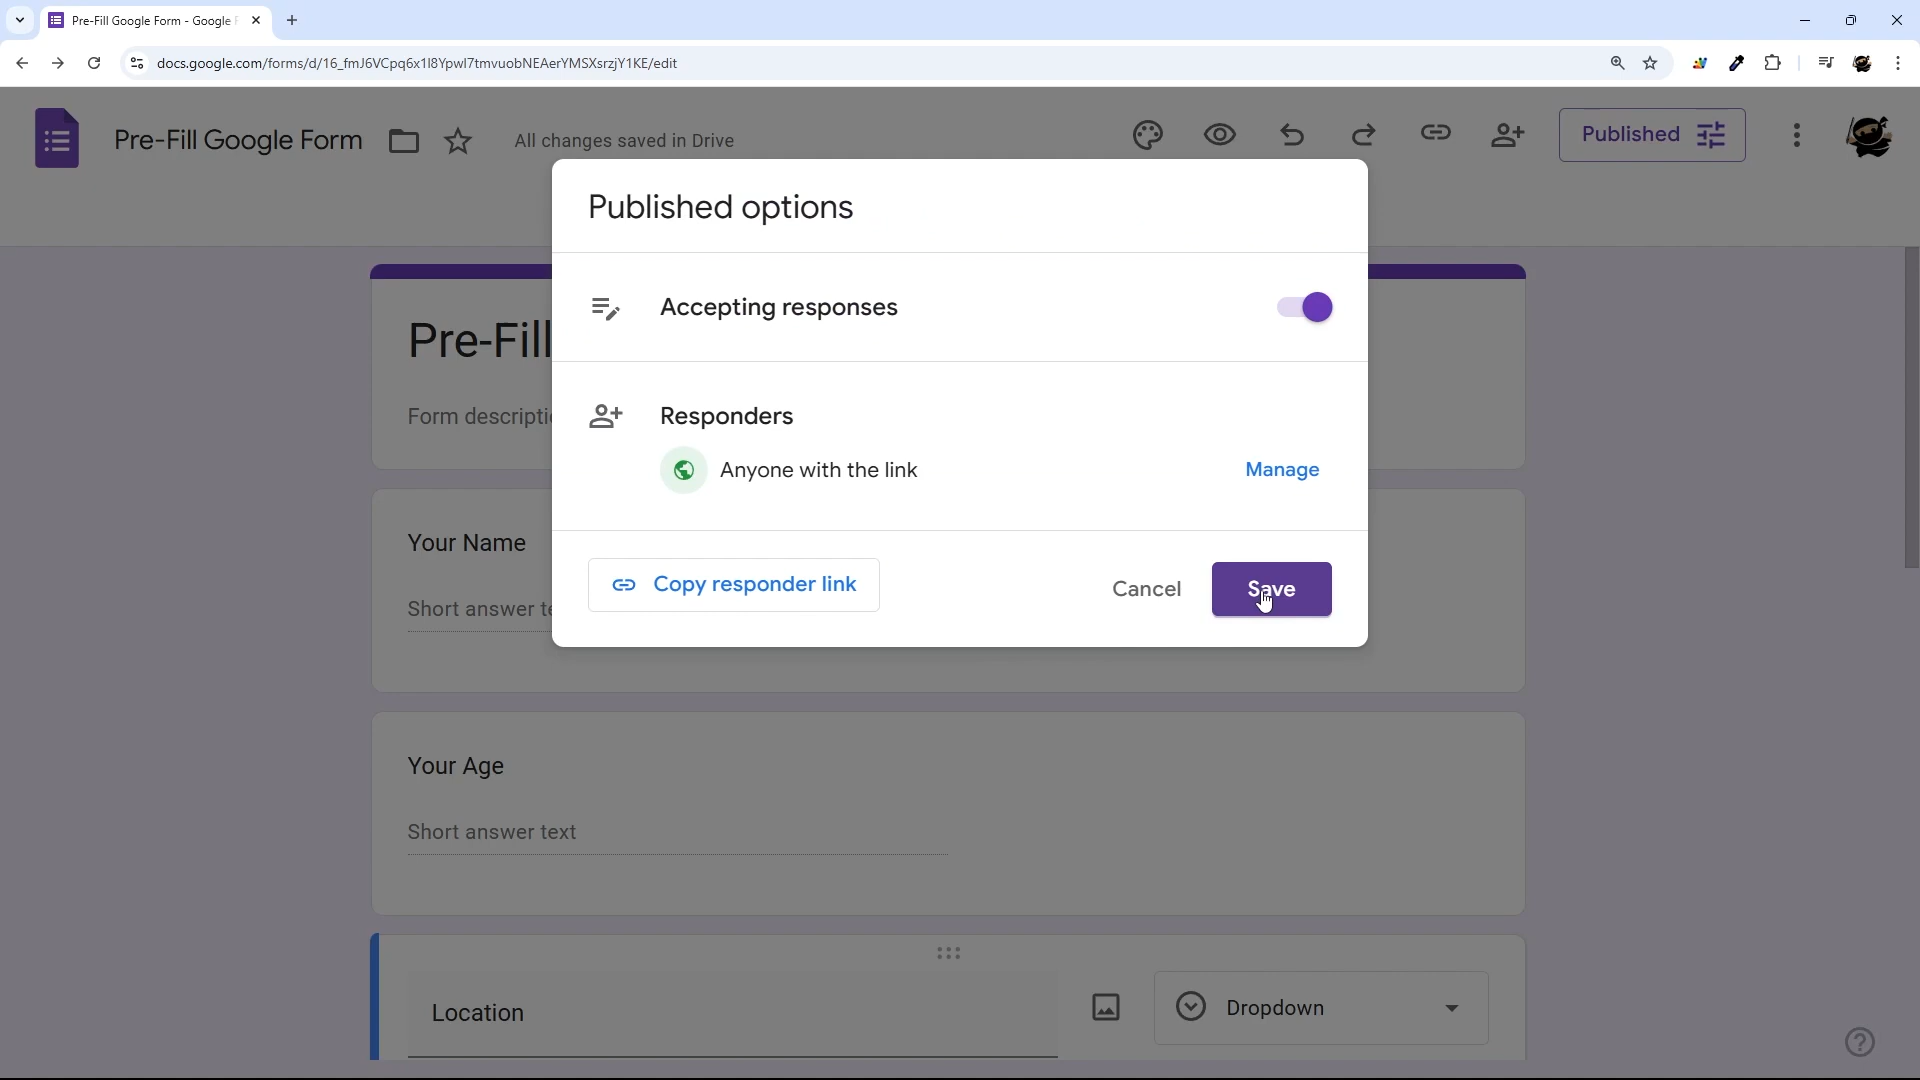 Pre-Fill Google Form - Google F
docs.google.com/forms/d/16_fmJ6VCpq6x1I8Ypwl7tmvuobNEAerYMSXsrzjY1KE/edit
Pre-Fill Google Form
All changes saved in Drive
Published
Published options
Accepting responses
Pre-Fill
Form descripti
Responders
Anyone with the link
Manage
Your Name
Copy responder link
Cancel
Save
Short answer te
Your Age
Short answer text
Location
Dropdown